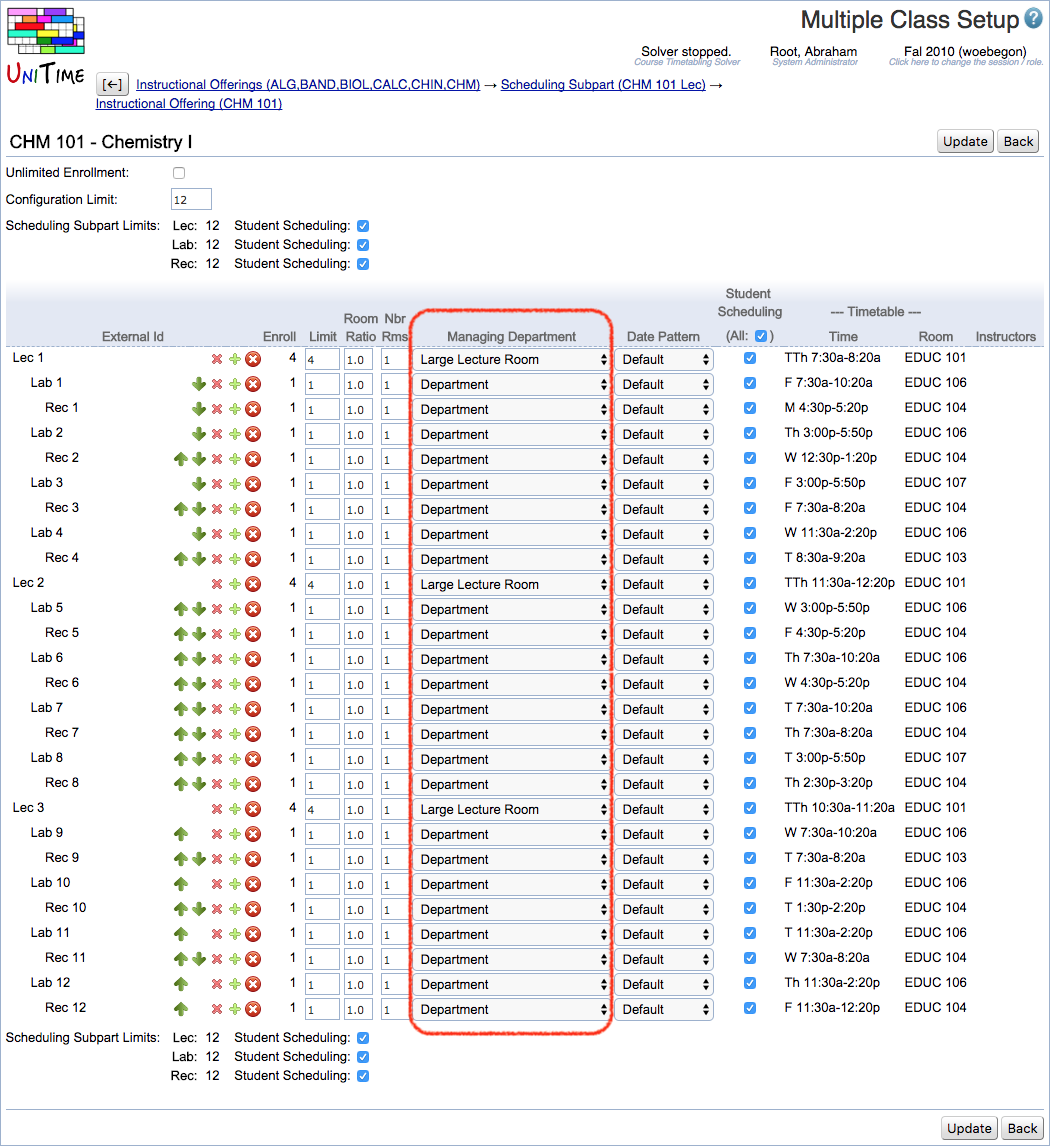 Multiple Class Setup ?
UNITIME
Solver stopped. Root, Abraham Fal 2010 (woebegon)
Course Timetabling Solver System Administrator Click here to change the session / role.
[←] Instructional Offerings (ALG,BAND,BIOL,CALC,CHIN,CHM) → Scheduling Subpart (CHM 101 Lec) →
Instructional Offering (CHM 101)
CHM 101 - Chemistry I Update Back
Unlimited Enrollment:
Configuration Limit: 12
Scheduling Subpart Limits: Lec: 12 Student Scheduling:
Lab: 12 Student Scheduling:
Rec: 12 Student Scheduling:
Student
Scheduling --- Timetable ---
Room Nbr
External Id Enroll Limit Ratio Rms Managing Department Date Pattern (All: ) Time Room Instructors
Lec 1 4 4 1.0 1 Large Lecture Room Default TTh 7:30a-8:20a EDUC 101
Lab 1 1 1 1.0 1 Department Default F 7:30a-10:20a EDUC 106
Rec 1 1 1 1.0 1 Department Default M 4:30p-5:20p EDUC 104
Lab 2 1 1 1.0 1 Department Default Th 3:00p-5:50p EDUC 106
Rec 2 1 1 1.0 1 Department Default W 12:30p-1:20p EDUC 104
Lab 3 1 1 1.0 1 Department Default F 3:00p-5:50p EDUC 107
Rec 3 1 1 1.0 1 Department Default F 7:30a-8:20a EDUC 104
Lab 4 1 1 1.0 1 Department Default W 11:30a-2:20p EDUC 106
Rec 4 1 1 1.0 1 Department Default T 8:30a-9:20a EDUC 103
Lec 2 4 4 1.0 1 Large Lecture Room Default TTh 11:30a-12:20p EDUC 101
Lab 5 1 1 1.0 1 Department Default W 3:00p-5:50p EDUC 106
Rec 5 1 1 1.0 1 Department Default F 4:30p-5:20p EDUC 104
Lab 6 1 1 1.0 1 Department Default Th 7:30a-10:20a EDUC 106
Rec 6 1 1 1.0 1 Department Default W 4:30p-5:20p EDUC 104
Lab 7 1 1 1.0 1 Department Default T 7:30a-10:20a EDUC 106
Rec 7 1 1 1.0 1 Department Default Th 7:30a-8:20a EDUC 104
Lab 8 1 1 1.0 1 Department Default T 3:00p-5:50p EDUC 107
Rec 8 1 1 1.0 1 Department Default Th 2:30p-3:20p EDUC 104
Lec 3 4 4 1.0 1 Large Lecture Room Default TTh 10:30a-11:20a EDUC 101
Lab 9 1 1 1.0 1 Department Default W 7:30a-10:20a EDUC 106
Rec 9 1 1 1.0 1 Department Default T 7:30a-8:20a EDUC 103
Lab 10 1 1 1.0 1 Department Default F 11:30a-2:20p EDUC 106
Rec 10 1 1 1.0 1 Department Default T 1:30p-2:20p EDUC 104
Lab 11 1 1 1.0 1 Department Default T 11:30a-2:20p EDUC 106
Rec 11 1 1 1.0 1 Department Default W 7:30a-8:20a EDUC 104
Lab 12 1 1 1.0 1 Department Default Th 11:30a-2:20p EDUC 106
Rec 12 1 1 1.0 1 Department Default F 11:30a-12:20p EDUC 104
Scheduling Subpart Limits: Lec: 12 Student Scheduling:
Lab: 12 Student Scheduling:
Rec: 12 Student Scheduling:
Update Back